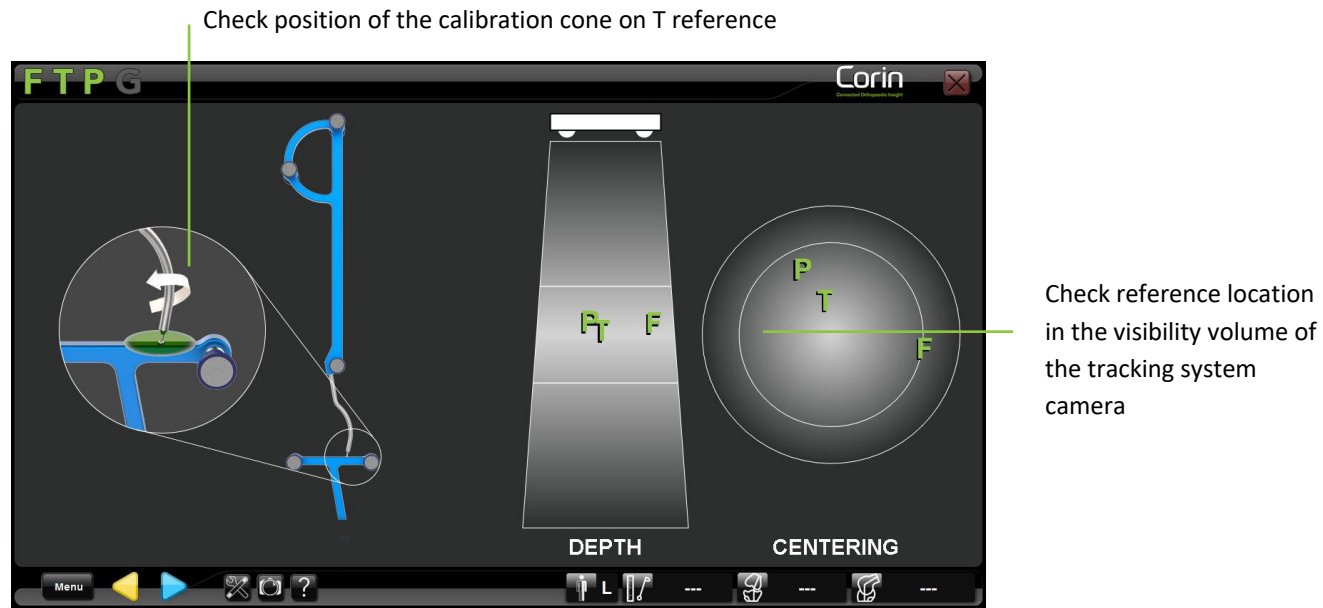 Check position of the calibration cone on T reference
F T P G
Corin
Connected Orthopaedic Insight
P
T
F
P
T
F
Check reference location
in the visibility volume of
the tracking system
camera
DEPTH
CENTERING
Menu
?
L
---
---
---